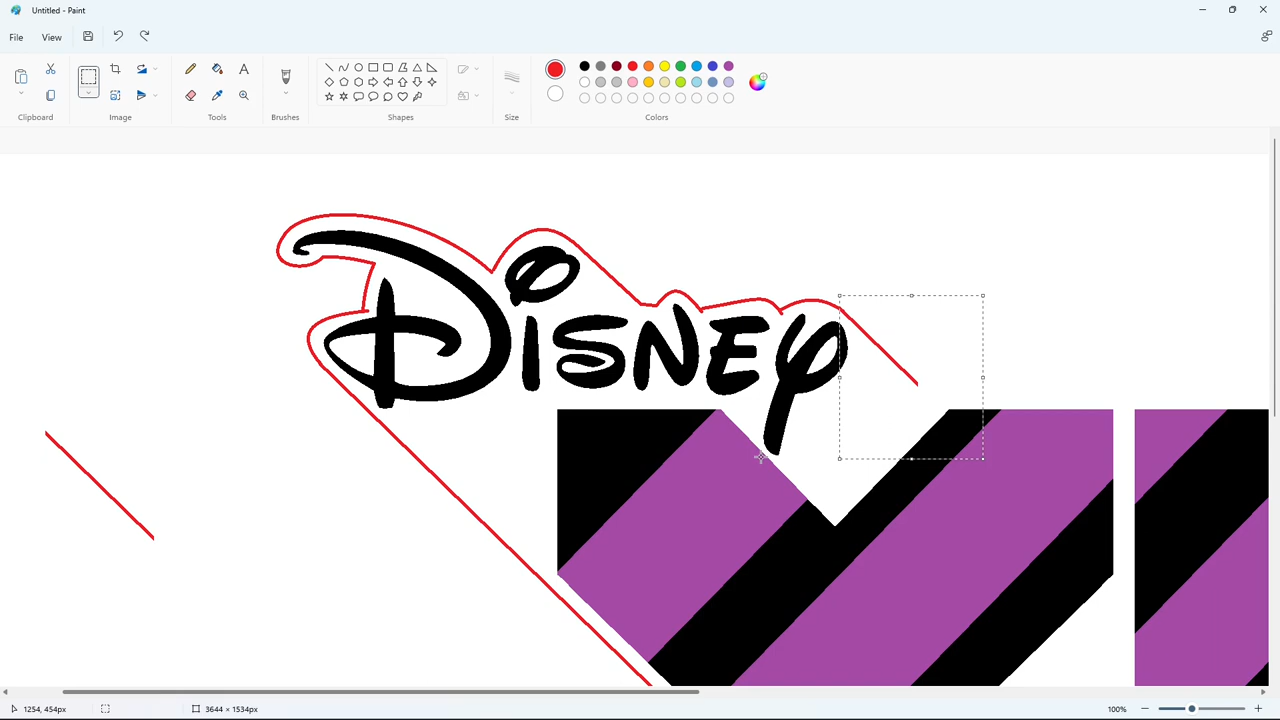 Untitled - Paint
File View
Clipboard Image Tools Brushes Shapes Size Colors
DisNEY
1254, 454px 3644 × 1534px 100%